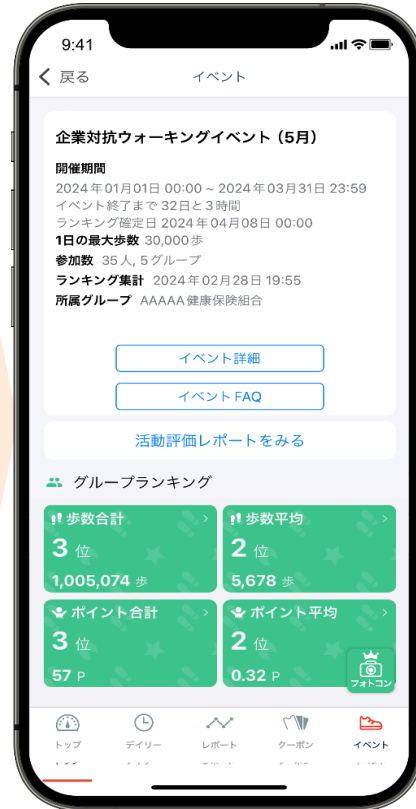 9:41
戻る
イベント
企業対抗ウォーキングイベント (5月)
開催期間
2024年01月01日 00:00 ~ 2024年03月31日 23:59
イベント終了まで 32日と3時間
ランキング確定日 2024年04月08日 00:00
1日の最大歩数 30,000歩
参加数 35人, 5グループ
ランキング集計 2024年02月28日 19:55
所属グループ AAAAA健康保険組合
イベント詳細
イベント FAQ
活動評価レポートをみる
グループランキング
歩数合計
3 位
1,005,074 歩
歩数平均
2 位
5,678 歩
ポイント合計
3 位
57 P
ポイント平均
2 位
0.32 P
フォトコン
トップ
デイリー
レポート
クーポン
イベント